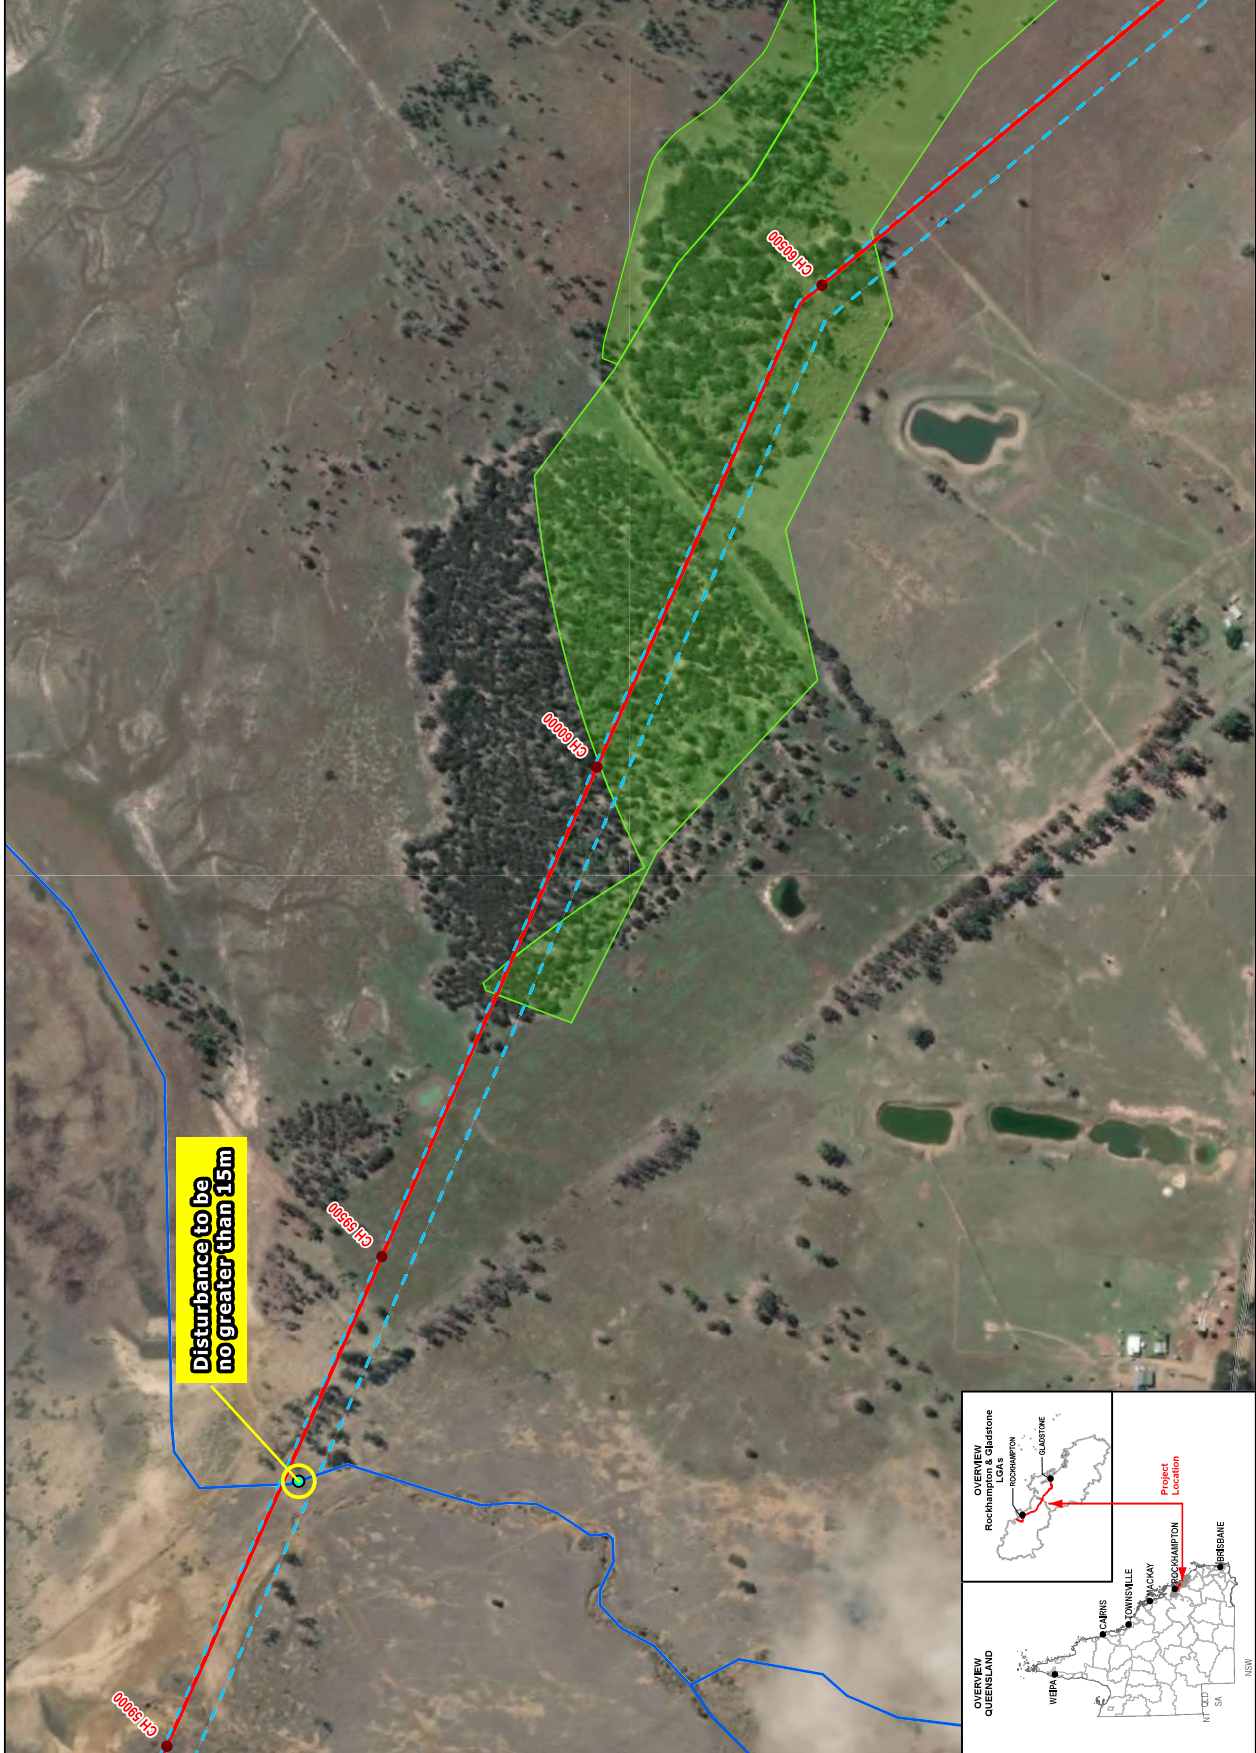 CH 59000
CH 59500
CH 60000
CH 60500
Disturbance to be
no greater than 15m
OVERVIEW
QUEENSLAND
WEIPA
CAIRNS
TOWNSVILLE
MACKAY
ROCKHAMPTON
BRISBANE
NT
QLD
SA
NSW
OVERVIEW
Rockhampton & Gladstone
LGAs
ROCKHAMPTON
GLADSTONE
Project
Location